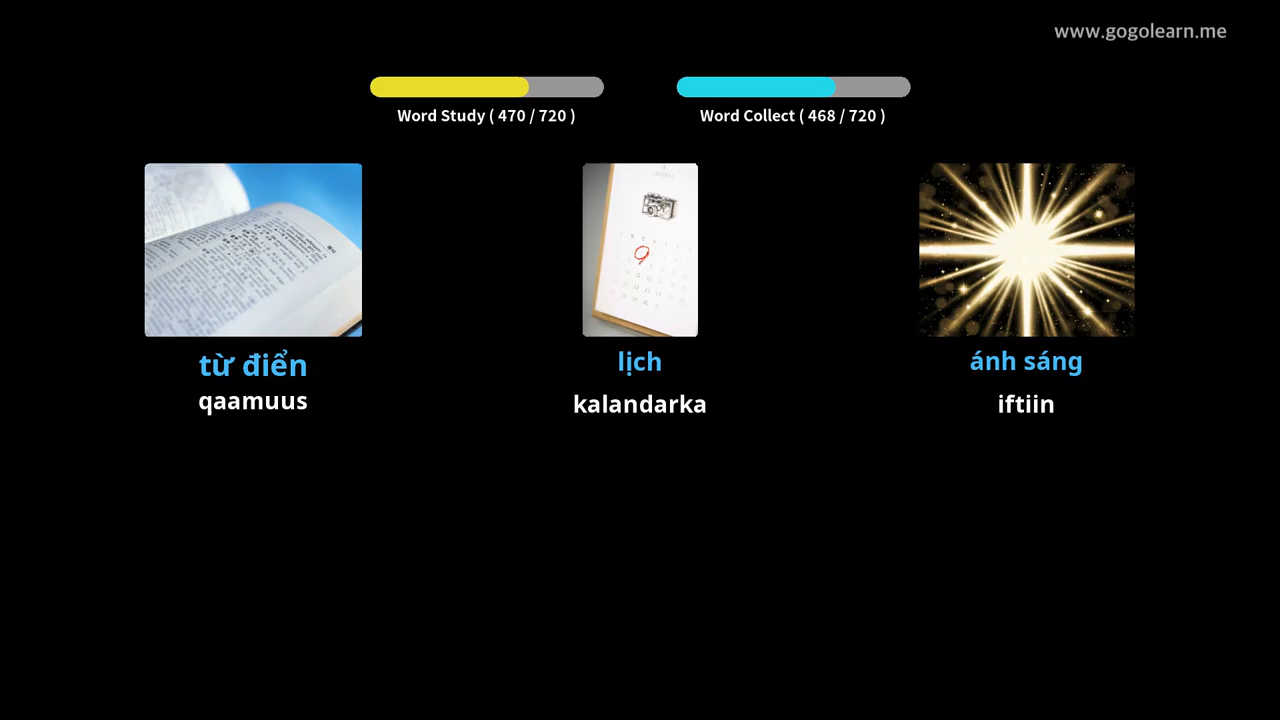 www.gogolearn.me
Word Study ( 470 / 720 )
Word Collect ( 468 / 720 )
9
từ điển
lịch
ánh sáng
qaamuus
kalandarka
iftiin